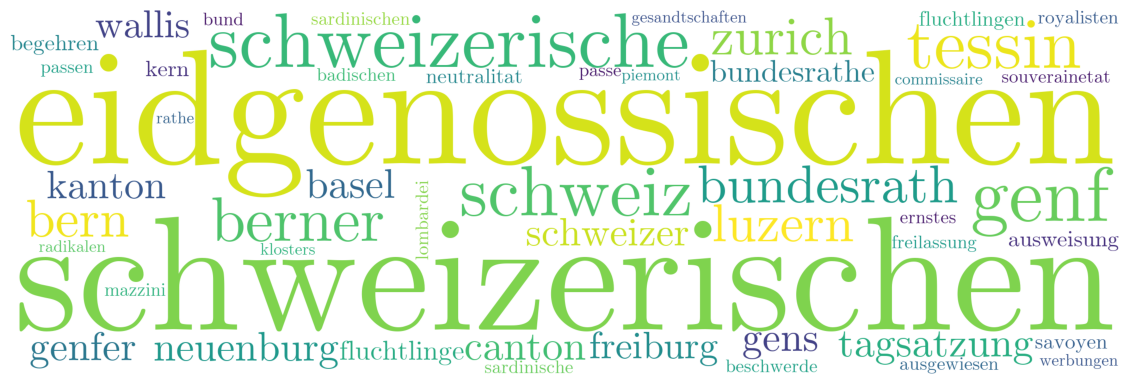 wallis bund sardinischen gesandtschaften fluchtlingen royalisten
begehren schweizerische zurich tessin
passen kern badischen neutralitat passe piemont bundesrathe commissaire souverainetat
eidgenossischen
rathe
kanton basel lombardei schweiz bundesrath genf
bern berner schweizer luzern ernstes
radikalen klosters freilassung ausweisung
schweizerischen
mazzini
genfer neuenburg fluchtlinge canton freiburg gens tagsatzung savoyen
sardinische beschwerde ausgewiesen werbungen